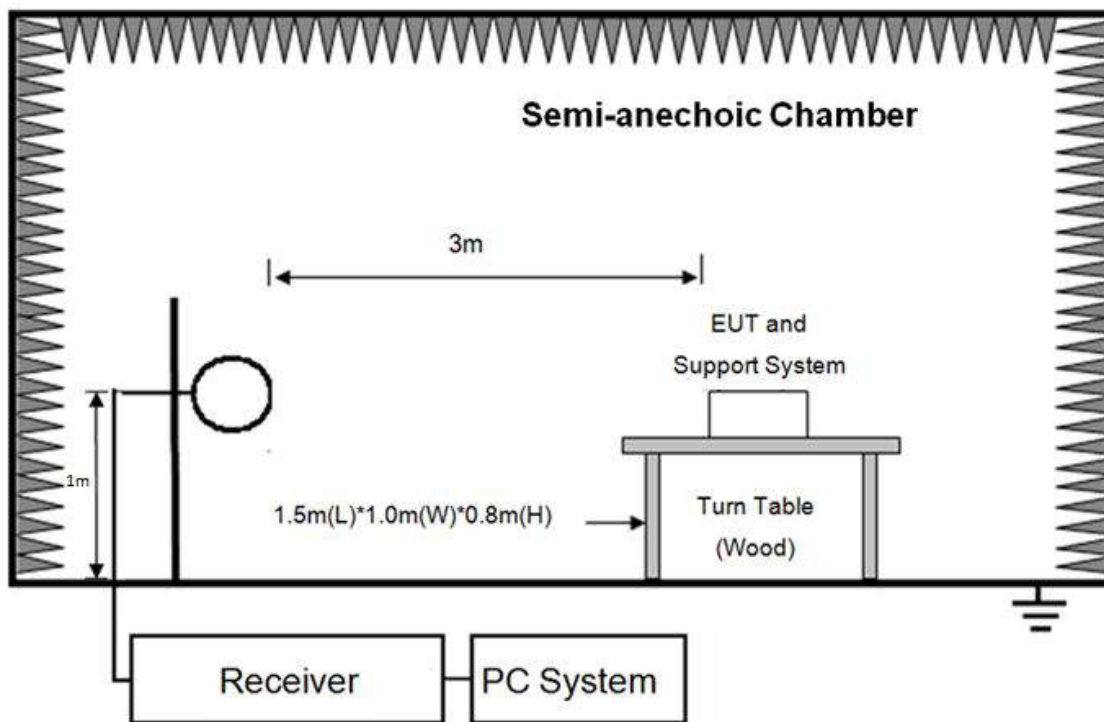 Semi-anechoic Chamber
3m
EUT and
Support System
1m
1.5m(L)*1.0m(W)*0.8m(H)
Turn Table
(Wood)
Receiver
PC System